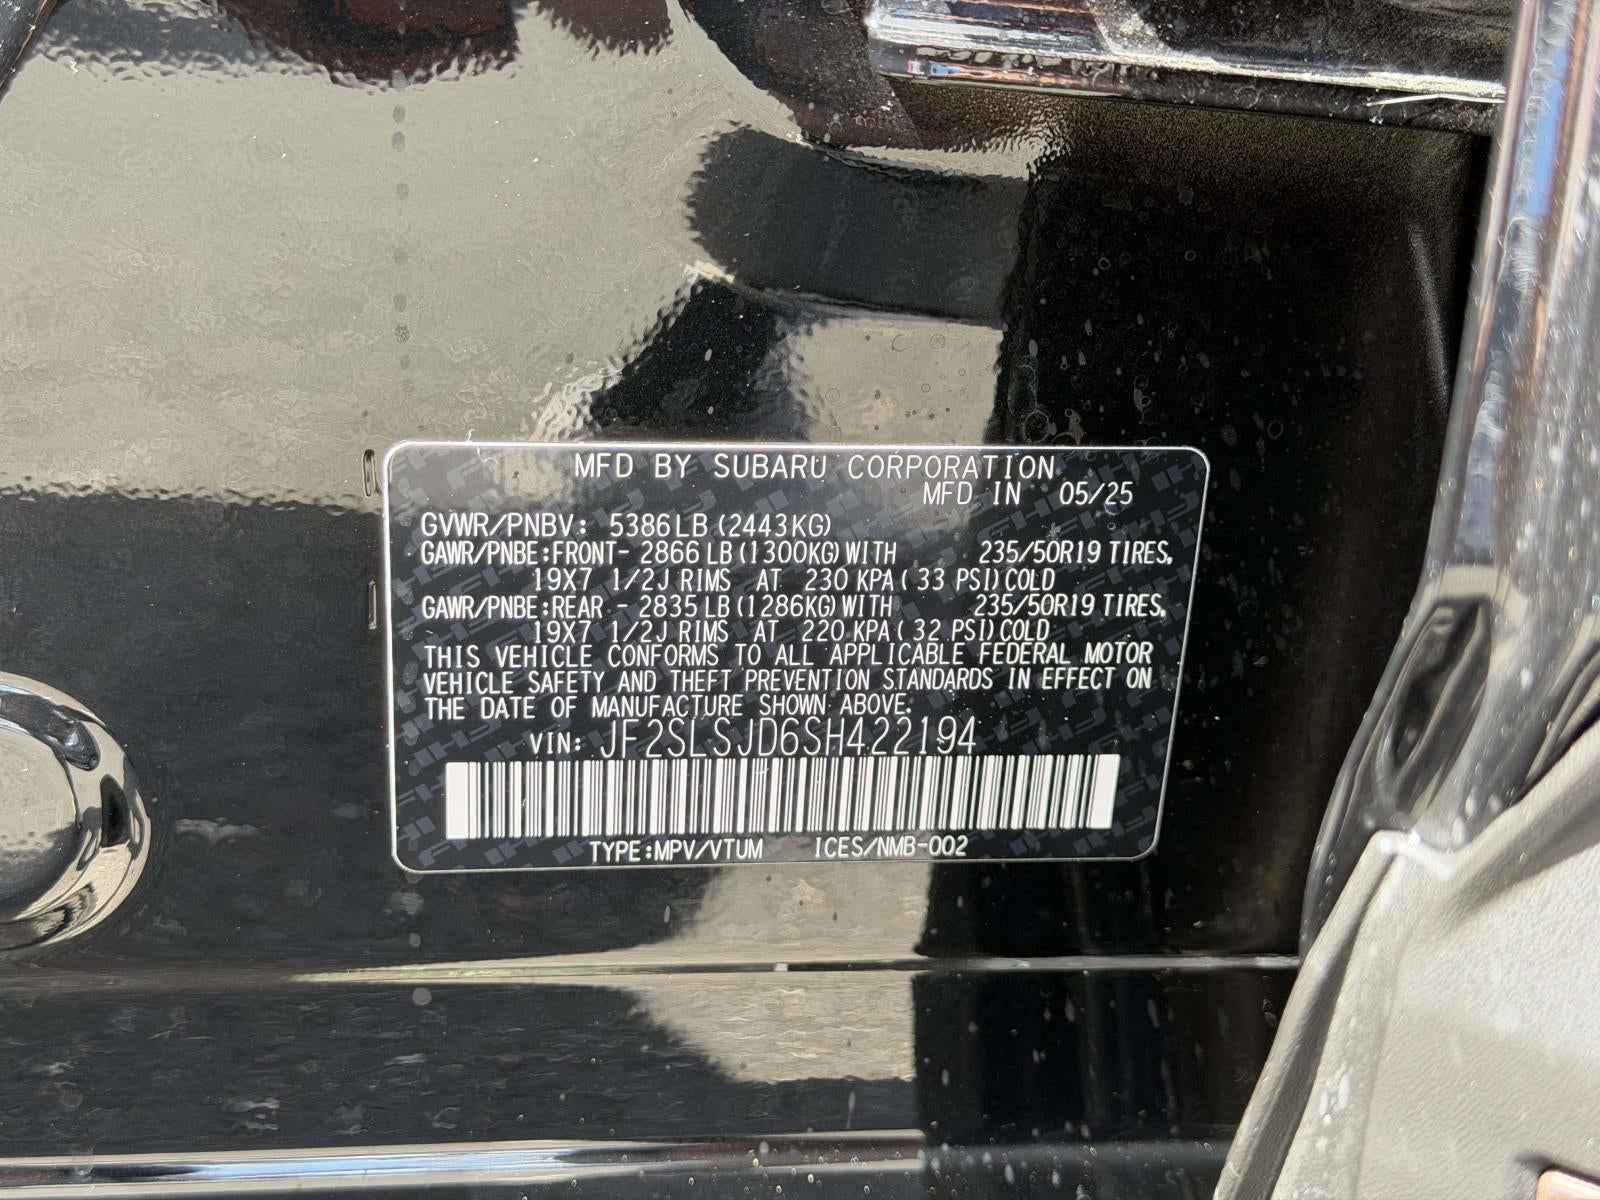 MFD BY SUBARU CORPORATION
MFD IN 05/25
GVWR/PNBV: 5386LB(2443KG)
GAWR/PNBE:FRONT- 2866LB(1300KG)WITH 235/50R19 TIRES,
19X7 1/2J RIMS AT 230 KPA( 33 PSI)COLD
GAWR/PNBE:REAR - 2835LB(1286KG)WITH 235/50R19 TIRES,
19X7 1/2J RIMS AT 220 KPA( 32 PSI)COLD
THIS VEHICLE CONFORMS TO ALL APPLICABLE FEDERAL MOTOR
VEHICLE SAFETY AND THEFT PREVENTION STANDARDS IN EFFECT ON
THE DATE OF MANUFACTURE SHOWN ABOVE.
VIN: JF2SLSJD6SH422194
TYPE:MPV/VTUM ICES/NMB-002